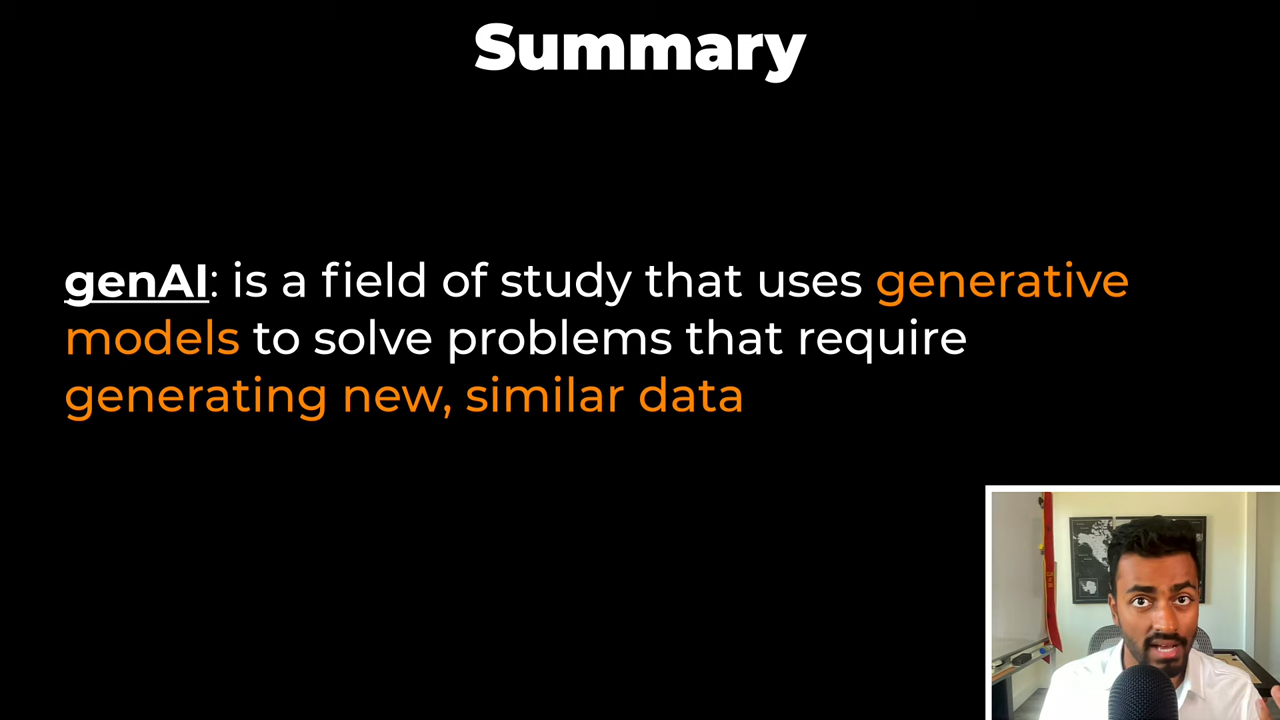 Summary
genAI: is a field of study that uses generative
models to solve problems that require
generating new, similar data